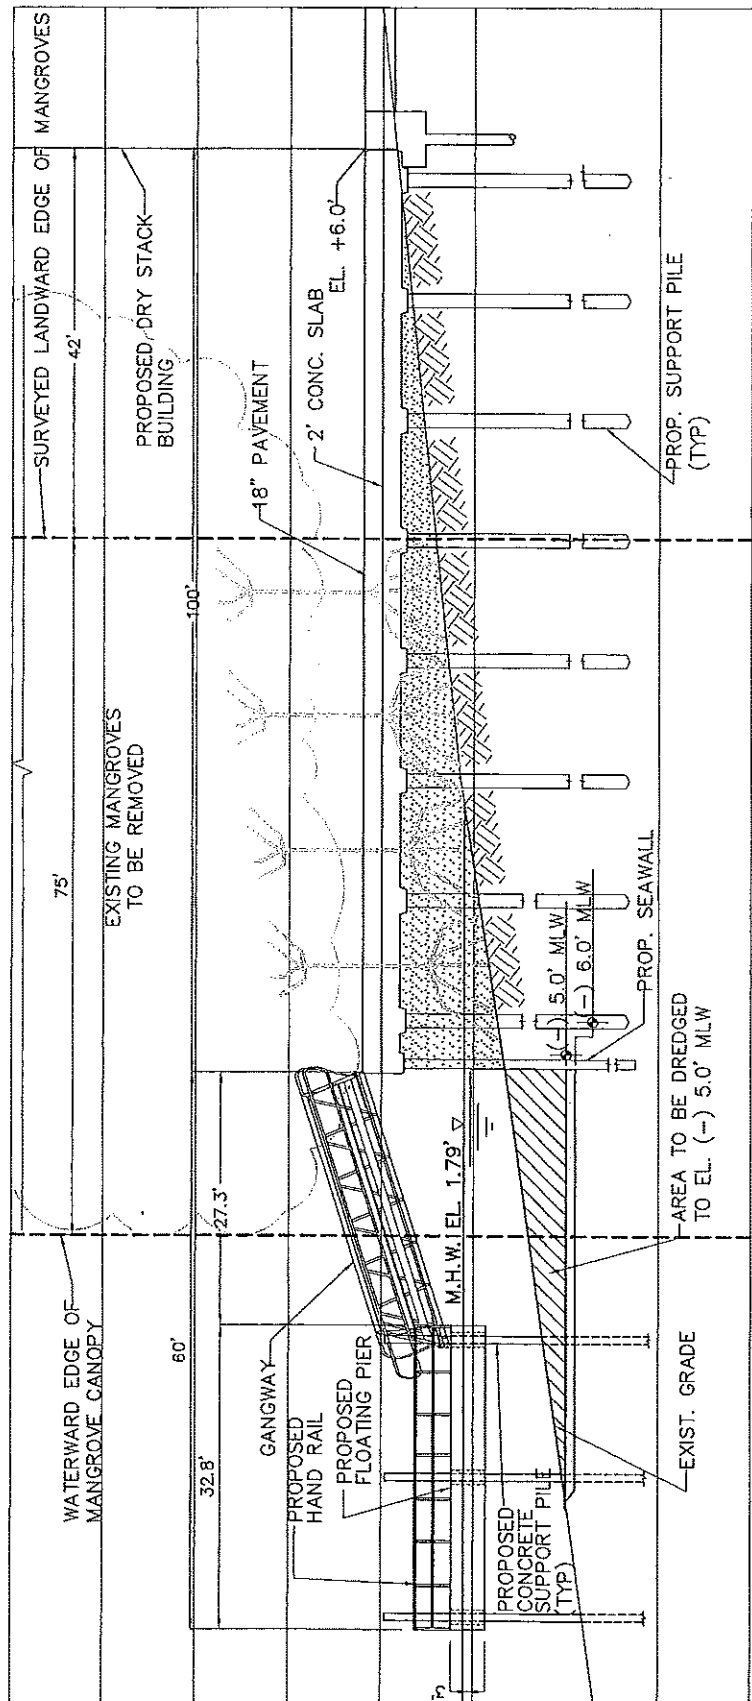 WATERWARD EDGE OF
MANGROVE CANOPY
75'
SURVEYED LANDWARD EDGE OF MANGROVES
42'
EXISTING MANGROVES
TO BE REMOVED
PROPOSED DRY STACK
BUILDING
60'
100'
32.8'
27.3'
GANGWAY
PROPOSED
HAND RAIL
PROPOSED
FLOATING PIER
18" PAVEMENT
2' CONC. SLAB
EL. +6.0'
M.H.W. EL. 1.79'
PROPOSED
CONCRETE
SUPPORT PILE
(TYP)
(-) 5.0' MLW
(-) 6.0' MLW
PROP. SEAWALL
PROP. SUPPORT PILE
(TYP)
AREA TO BE DREDGED
TO EL. (-) 5.0' MLW
EXIST. GRADE